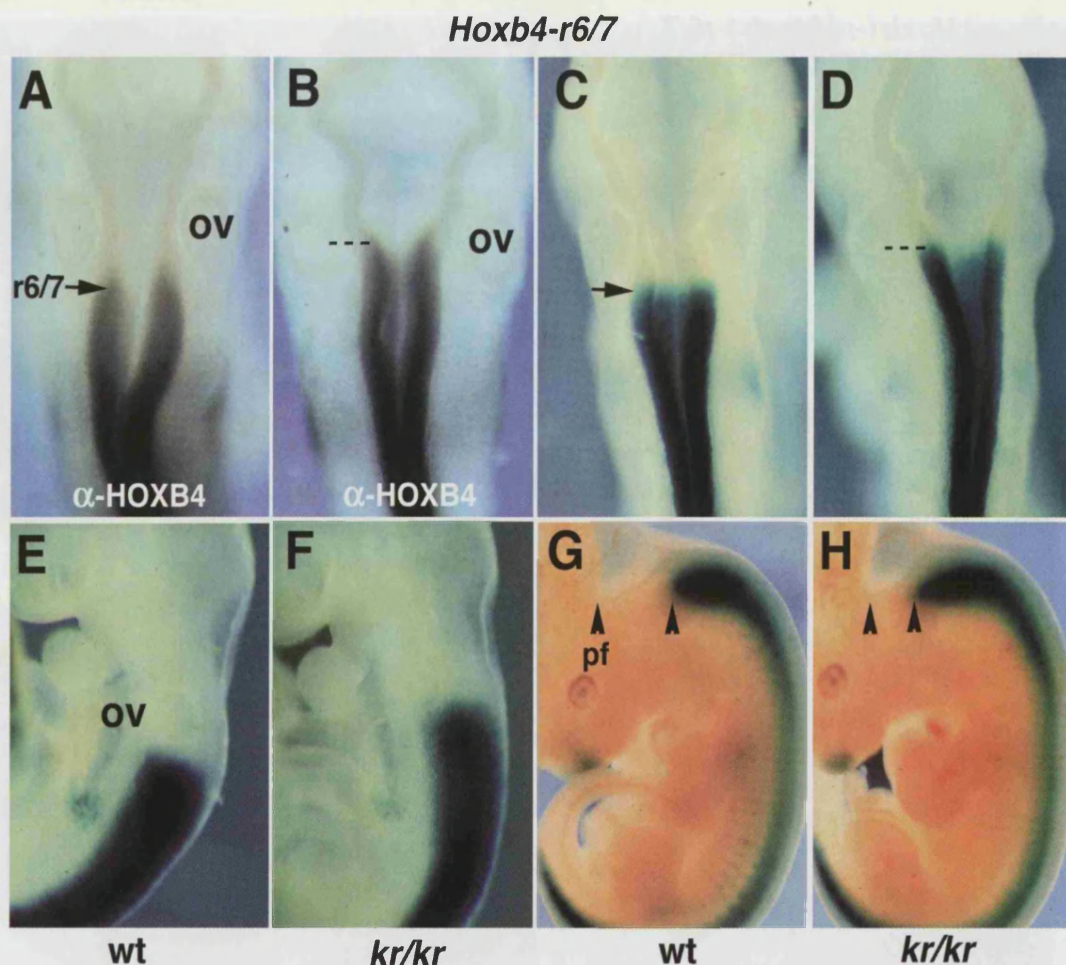 Hoxb4-r6/7
A
B
C
D
ov
ov
r6/7
α-HOXB4
α-HOXB4
E
F
G
H
ov
pf
wt
kr/kr
wt
kr/kr